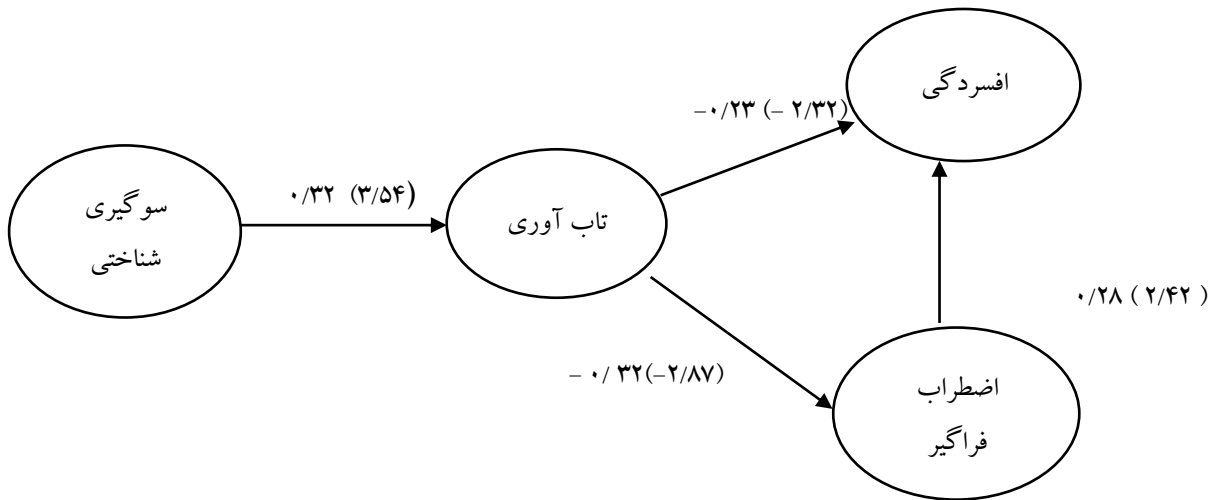 افسردگی
–۰/۲۳ (– ۲/۳۲)
سوگیری
شناختی
۰/۳۲ (۳/۵۴)
تاب آوری
۰/۲۸ ( ۲/۴۲ )
– ۰/ ۳۲(–۲/۸۷)
اضطراب
فراگیر